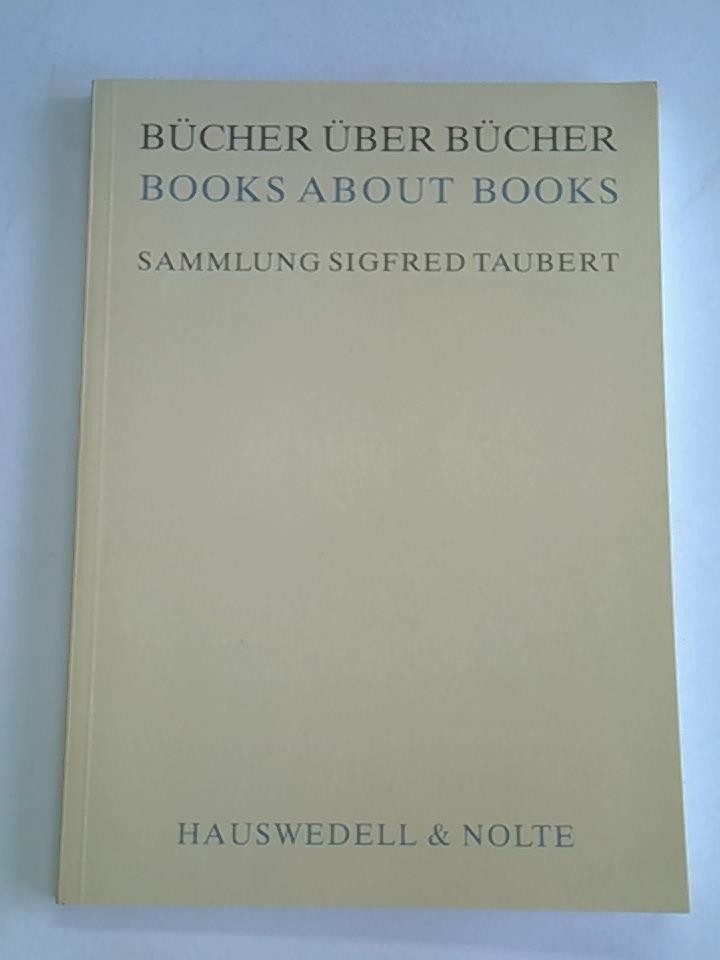 BÜCHER ÜBER BÜCHER
BOOKS ABOUT BOOKS
SAMMLUNG SIGFRED TAUBERT
HAUSWEDELL & NOLTE